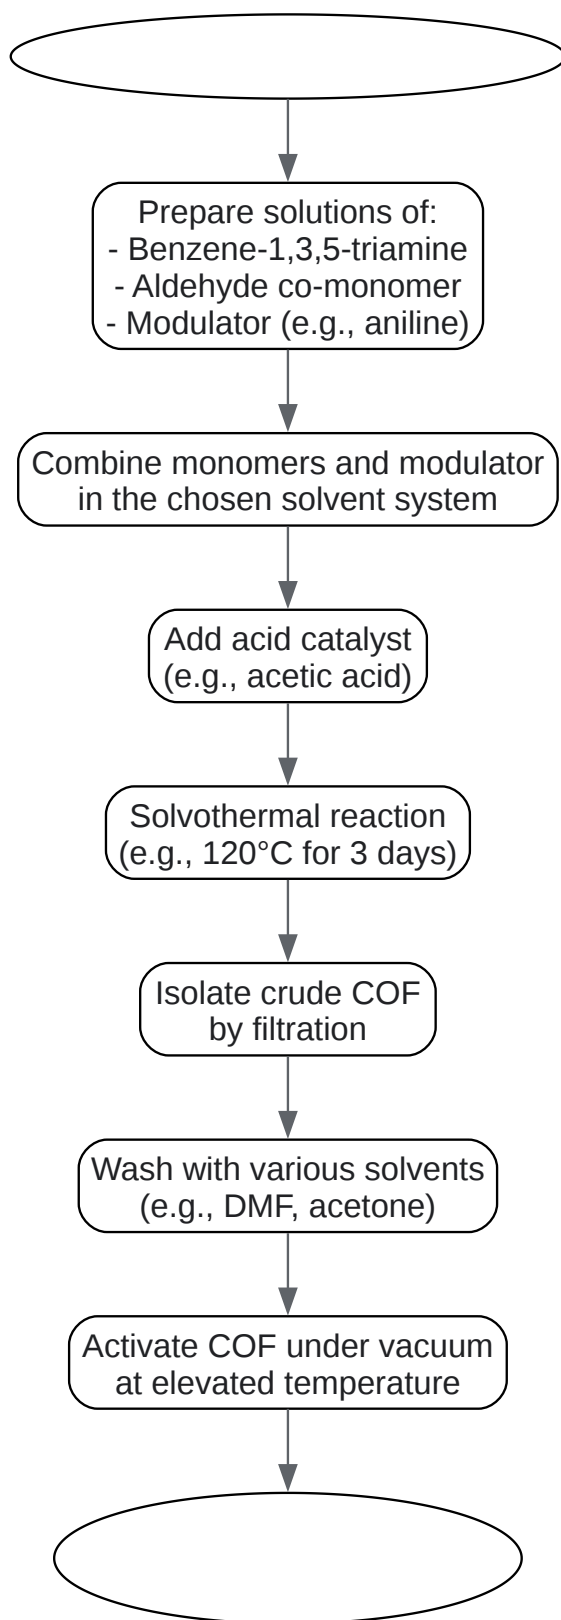 Prepare solutions of:
- Benzene-1,3,5-triamine
- Aldehyde co-monomer
- Modulator (e.g., aniline)
Combine monomers and modulator
in the chosen solvent system
Add acid catalyst
(e.g., acetic acid)
Solvothermal reaction
(e.g., 120°C for 3 days)
Isolate crude COF
by filtration
Wash with various solvents
(e.g., DMF, acetone)
Activate COF under vacuum
at elevated temperature